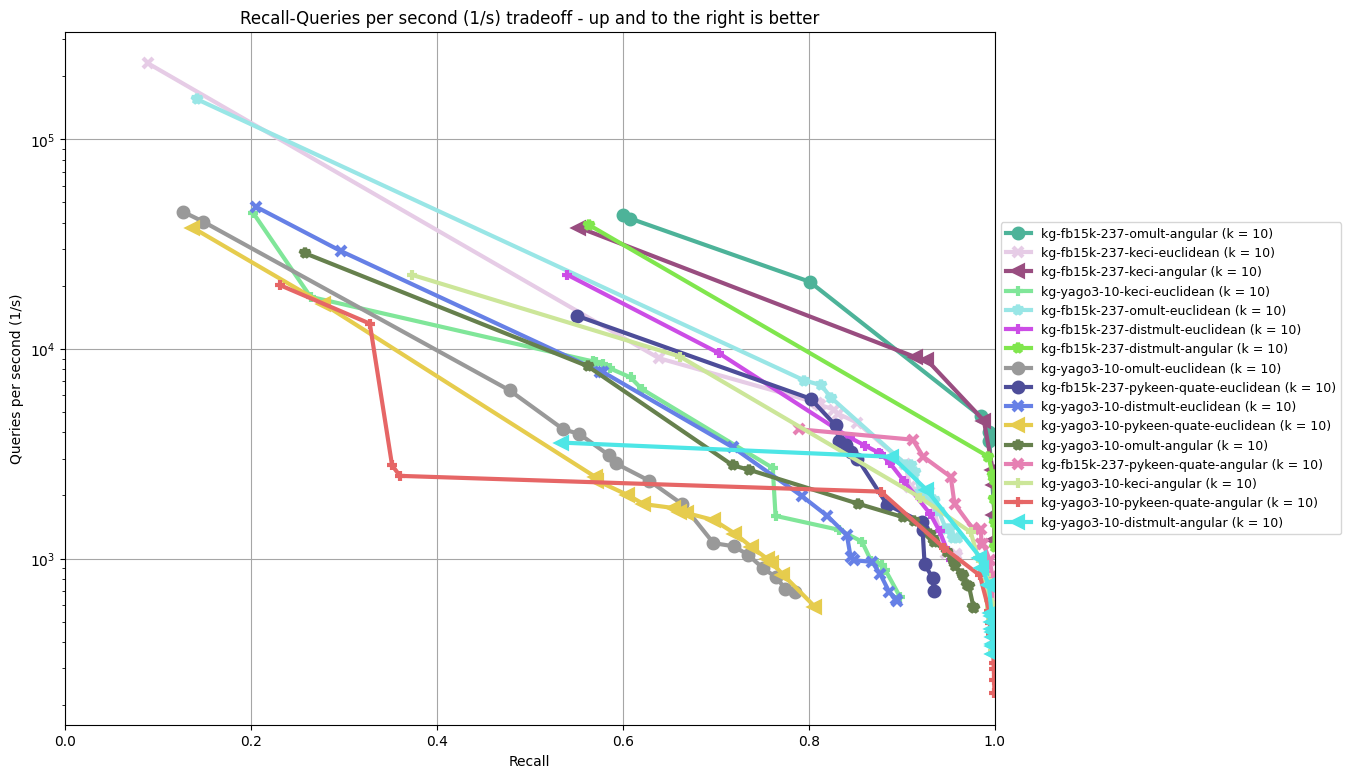 Recall-Queries per second (1/s) tradeoff - up and to the right is better
Queries per second (1/s)
10^5
10^4
10^3
0.0 0.2 0.4 0.6 0.8 1.0
Recall
kg-fb15k-237-omult-angular (k = 10)
kg-fb15k-237-keci-euclidean (k = 10)
kg-fb15k-237-keci-angular (k = 10)
kg-yago3-10-keci-euclidean (k = 10)
kg-fb15k-237-omult-euclidean (k = 10)
kg-fb15k-237-distmult-euclidean (k = 10)
kg-fb15k-237-distmult-angular (k = 10)
kg-yago3-10-omult-euclidean (k = 10)
kg-fb15k-237-pykeen-quate-euclidean (k = 10)
kg-yago3-10-distmult-euclidean (k = 10)
kg-yago3-10-pykeen-quate-euclidean (k = 10)
kg-yago3-10-omult-angular (k = 10)
kg-fb15k-237-pykeen-quate-angular (k = 10)
kg-yago3-10-keci-angular (k = 10)
kg-yago3-10-pykeen-quate-angular (k = 10)
kg-yago3-10-distmult-angular (k = 10)